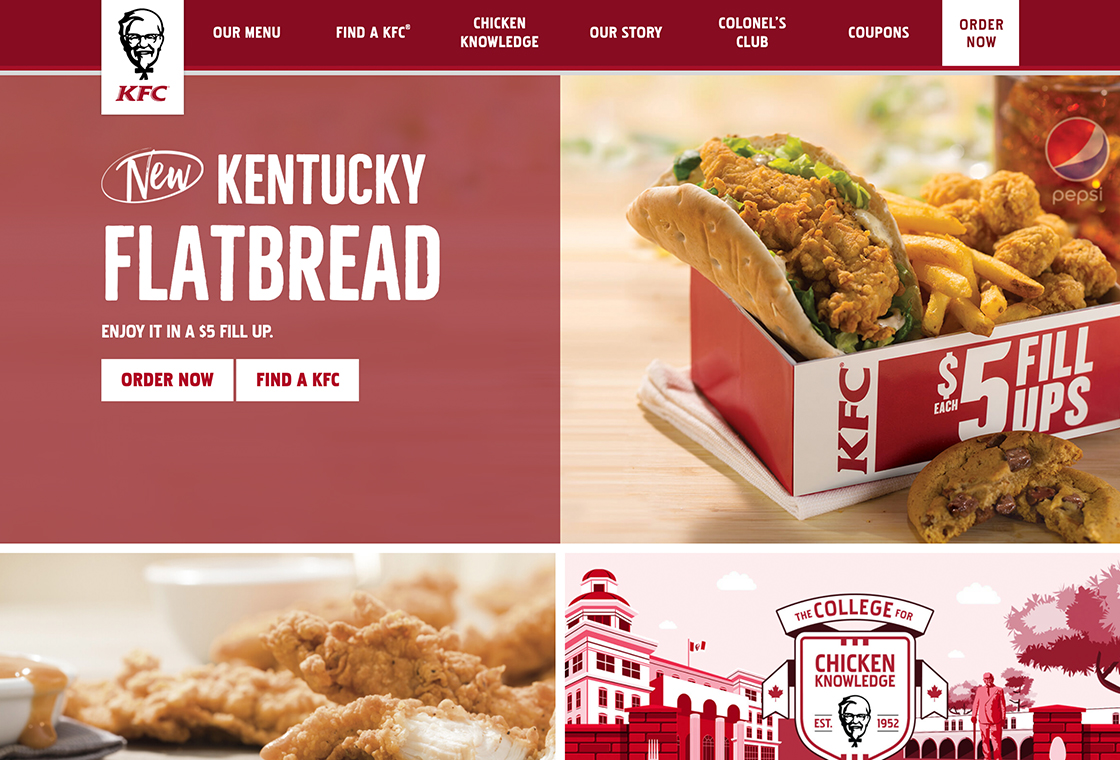 KFC
OUR MENU
FIND A KFC®
CHICKEN
KNOWLEDGE
OUR STORY
COLONEL'S
CLUB
COUPONS
ORDER
NOW
New KENTUCKY
FLATBREAD
ENJOY IT IN A $5 FILL UP.
ORDER NOW
FIND A KFC
pepsi
KFC
$5 FILL
EACH UPS
THE COLLEGE FOR
CHICKEN
KNOWLEDGE
EST. 1952